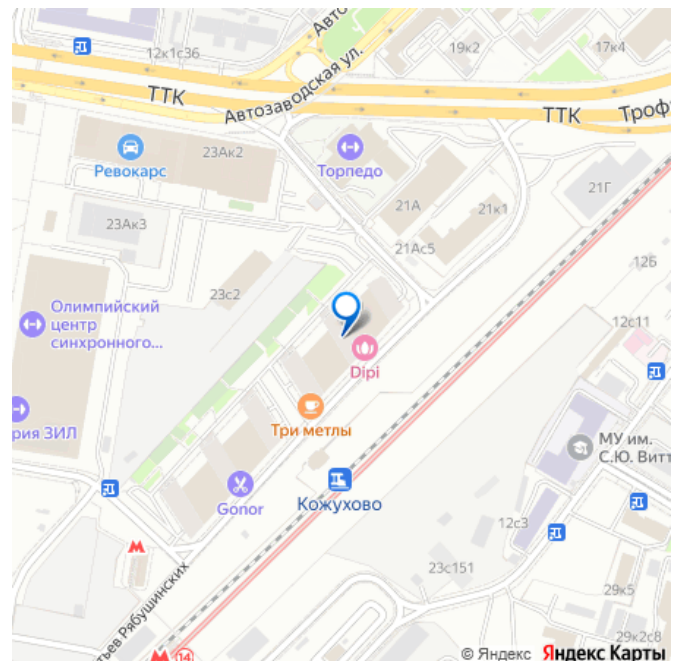 12к1с36
Авто
19к2
17к4
ТТК
Автозаводская ул.
ТТК
Троф
23Ак2
Ревокарс
Торпедо
21Г
21А
21к1
23Ак3
21Ас5
12Б
23с2
Олимпийский
центр
синхронного...
12с11
Dipi
Три метлы
рия ЗИЛ
МУ им.
С.Ю. Витт
Gonor
Кожухово
12с3
23с151
29к5
тьев Рябушинских
29к2с8
14
© Яндекс Яндекс Карты